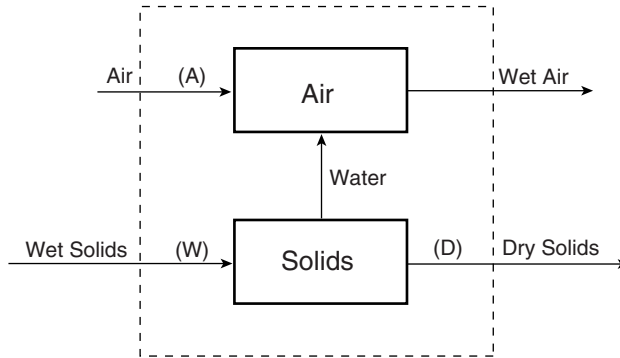 Air (A) Wet Air
Air
Water
Wet Solids (W) (D) Dry Solids
Solids